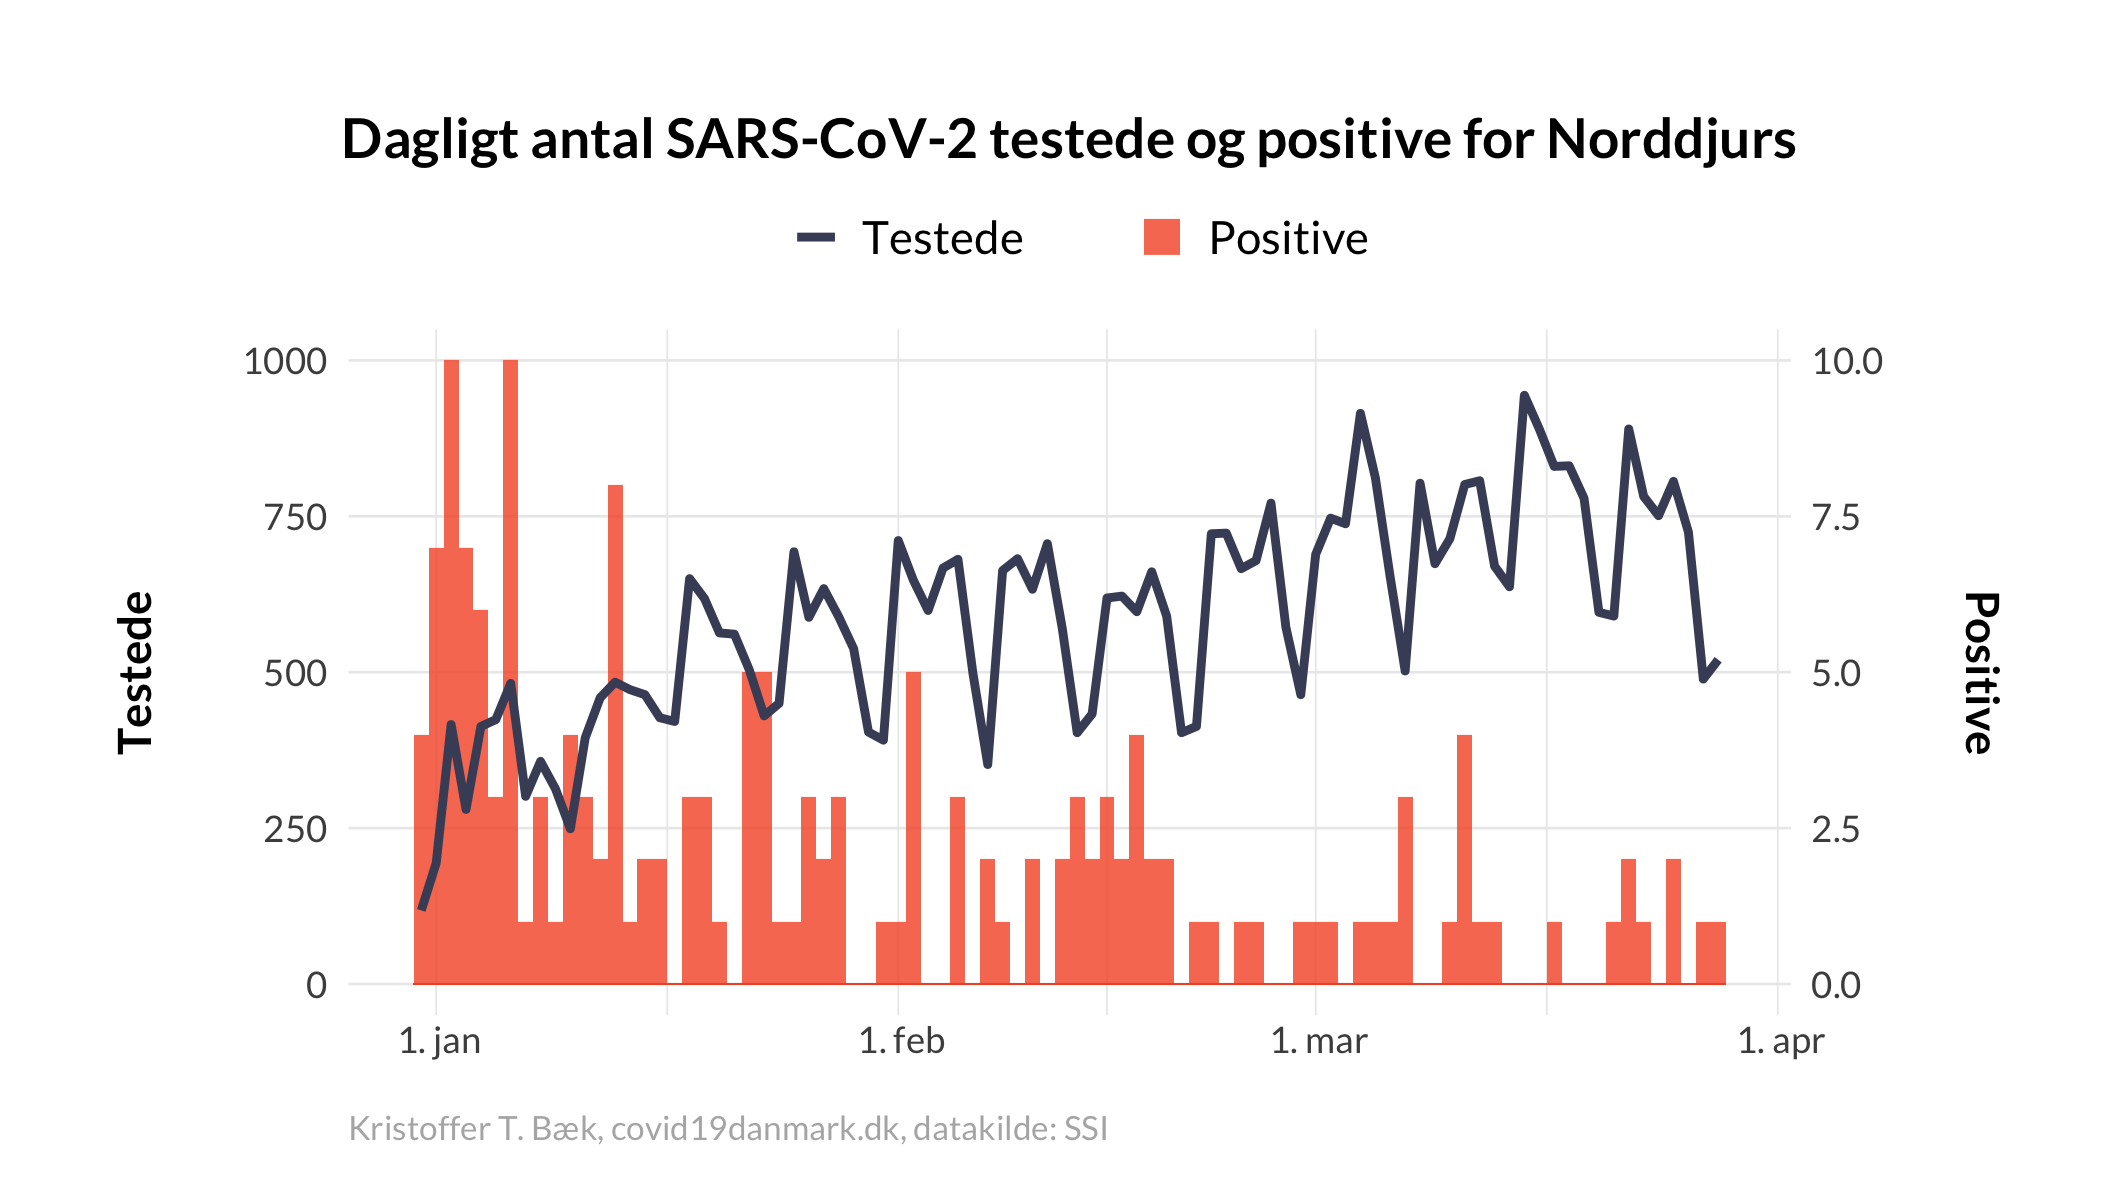 Dagligt antal SARS-CoV-2 testede og positive for Norddjurs
Testede
Positive
1000
750
500
250
0
10.0
7.5
5.0
2.5
0.0
Testede
Positive
1. jan
1. feb
1. mar
1. apr
Kristoffer T. Bæk, covid19danmark.dk, datakilde: SSI